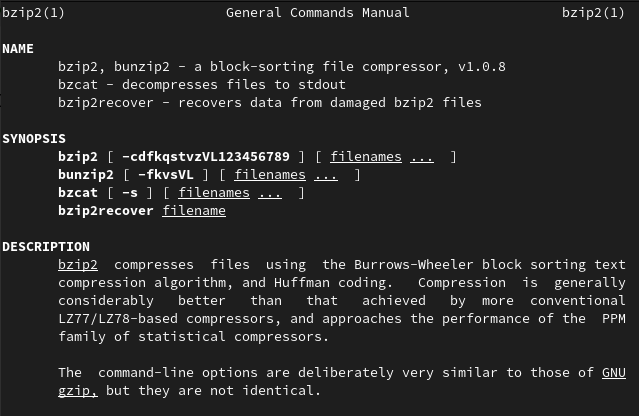 bzip2(1) General Commands Manual bzip2(1)
NAME
bzip2, bunzip2 - a block-sorting file compressor, v1.0.8
bzcat - decompresses files to stdout
bzip2recover - recovers data from damaged bzip2 files
SYNOPSIS
bzip2 [ -cdfkqstvzVL123456789 ] [ filenames ... ]
bunzip2 [ -fkvsVL ] [ filenames ... ]
bzcat [ -s ] [ filenames ... ]
bzip2recover filename
DESCRIPTION
bzip2 compresses files using the Burrows-Wheeler block sorting text
compression algorithm, and Huffman coding. Compression is generally
considerably better than that achieved by more conventional
LZ77/LZ78-based compressors, and approaches the performance of the PPM
family of statistical compressors.
The command-line options are deliberately very similar to those of GNU
gzip, but they are not identical.